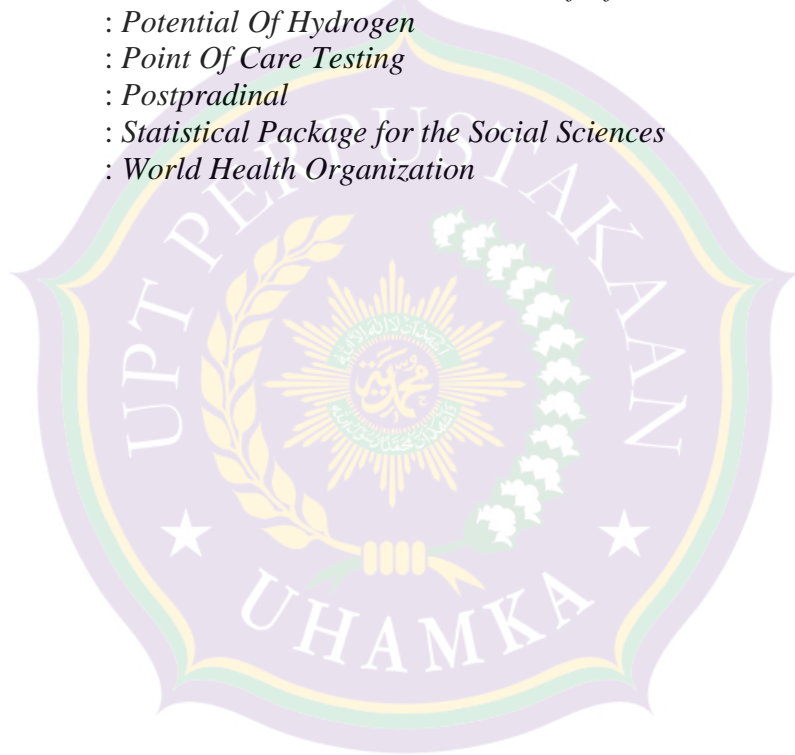 : Potential Of Hydrogen
: Point Of Care Testing
: Postpradinal
: Statistical Package for the Social Sciences
: World Health Organization
UPT PERPUSTAKAAN
UHAMKA